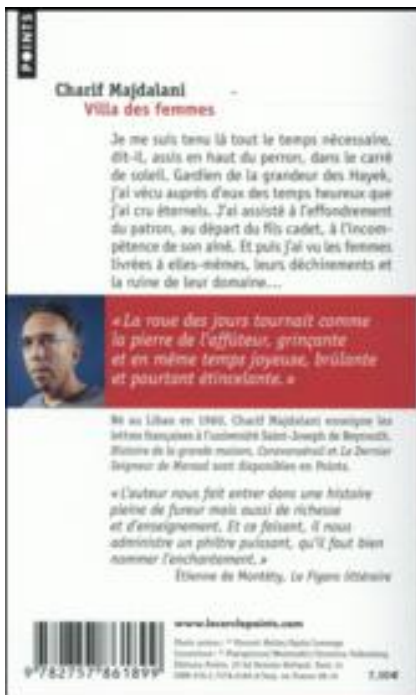 POINTS
Charif Majdalani
Villa des femmes
Je me suis tenu là tout le temps nécessaire,
dit-il, assis en haut du perron, dans le carré
de soleil. Gardien de la grandeur des Hayek,
j'ai vécu auprès d'eux des temps heureux que
j'ai cru éternels. J'ai assisté à l'effondrement
du patron, au départ du fils cadet, à l'incom-
pétence de son aîné. Et puis j'ai vu les femmes
livrées à elles-mêmes, leurs déchirements et
la ruine de leur domaine...
« La roue des jours tournait comme
la pierre de l'affûteur, grinçante
et en même temps joyeuse, brûlante
et pourtant étincelante. »
Né au Liban en 1960, Charif Majdalani enseigne les
lettres françaises à l'université Saint-Joseph de Beyrouth.
Histoire de la grande maison, Caravansérail et Le Dernier
Seigneur de Marsad sont disponibles en Points.
« L'auteur nous fait entrer dans une histoire
pleine de fureur mais aussi de richesse
et d'enseignement. Et ce faisant, il nous
administre un philtre puissant, qu'il faut bien
nommer l'enchantement. »
Étienne de Montety, Le Figaro littéraire
www.lecerclepoints.com
9 782757 861899
7,90€